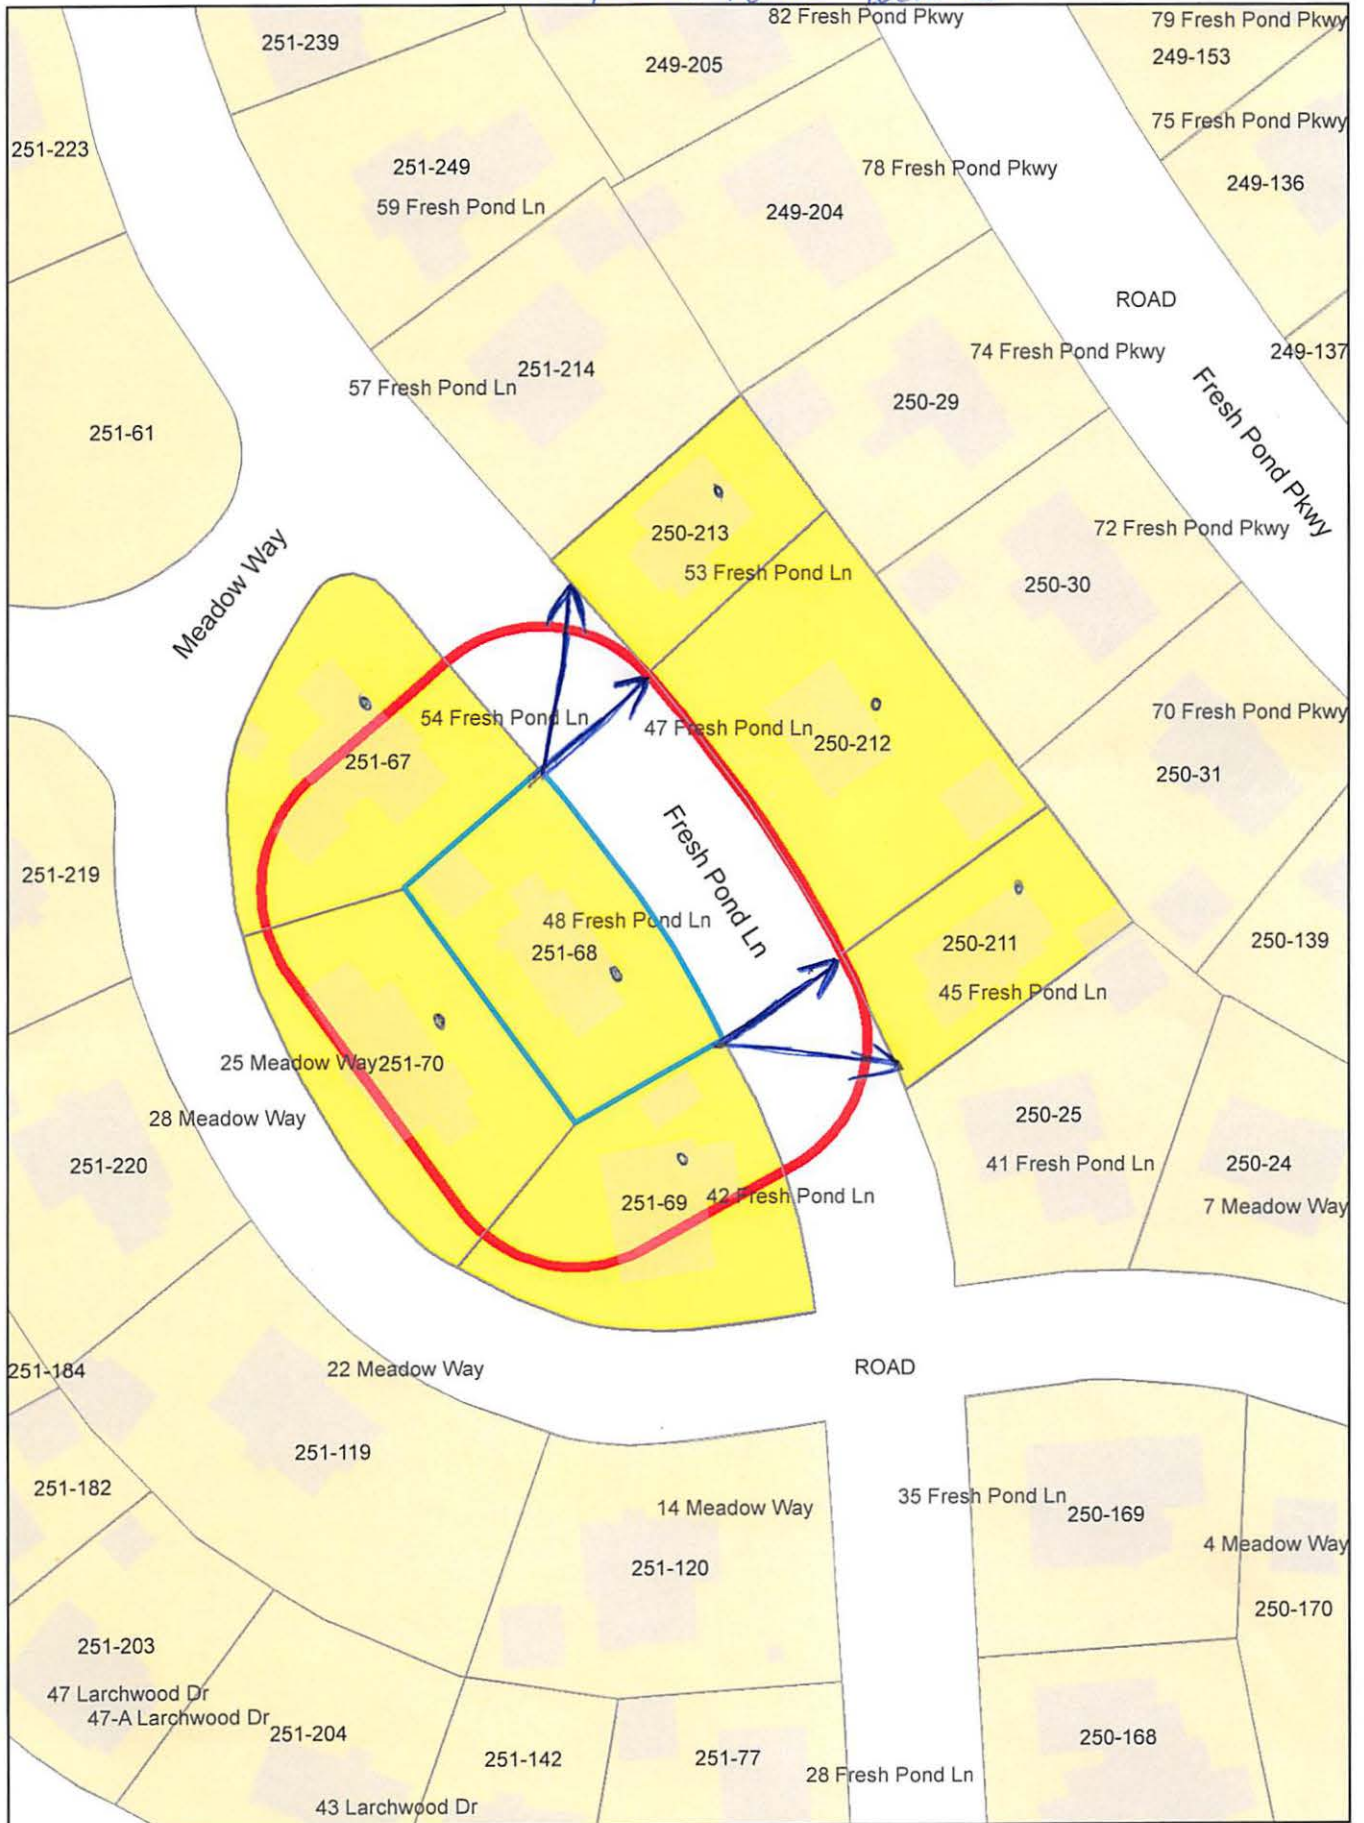 82 Fresh Pond Pkwy
79 Fresh Pond Pkwy
251-239
249-205
249-153
75 Fresh Pond Pkwy
251-223
251-249
78 Fresh Pond Pkwy
249-136
59 Fresh Pond Ln
249-204
ROAD
74 Fresh Pond Pkwy
249-137
251-214
57 Fresh Pond Ln
250-29
Fresh Pond Pkwy
251-61
250-213
72 Fresh Pond Pkwy
53 Fresh Pond Ln
250-30
Meadow Way
54 Fresh Pond Ln
47 Fresh Pond Ln
70 Fresh Pond Pkwy
250-212
251-67
250-31
Fresh Pond Ln
251-219
48 Fresh Pond Ln
251-68
250-211
250-139
45 Fresh Pond Ln
25 Meadow Way
251-70
28 Meadow Way
250-25
251-220
41 Fresh Pond Ln
250-24
251-69
42 Fresh Pond Ln
7 Meadow Way
251-184
22 Meadow Way
ROAD
251-119
251-182
14 Meadow Way
35 Fresh Pond Ln
250-169
4 Meadow Way
251-120
250-170
251-203
47 Larchwood Dr
47-A Larchwood Dr
251-204
250-168
251-142
251-77
28 Fresh Pond Ln
43 Larchwood Dr